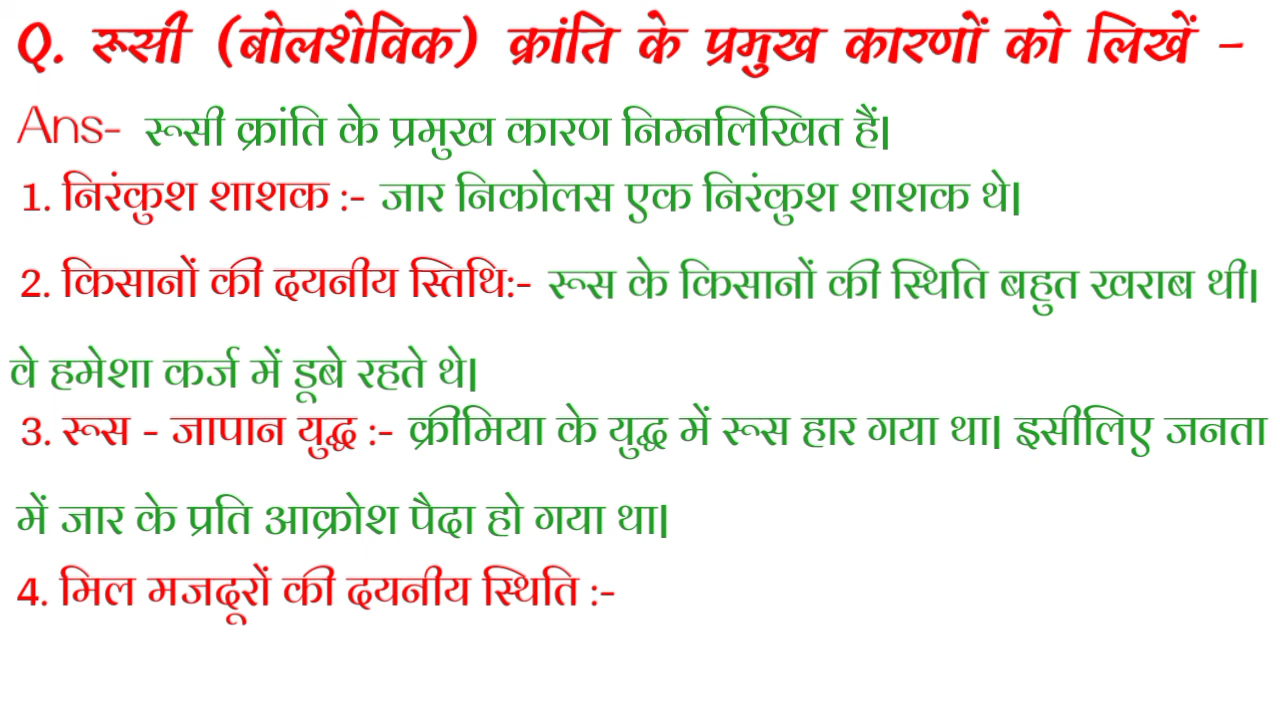 Q. रूसी (बोलशेविक) क्रांति के प्रमुख कारणों को लिखें -
Ans- रूसी क्रांति के प्रमुख कारण निम्नलिखित हैं।
1. निरंकुश शाशक :- जार निकोलस एक निरंकुश शाशक थे।
2. किसानों की दयनीय स्तिथि:- रूस के किसानों की स्थिति बहुत खराब थी।
वे हमेशा कर्ज में डूबे रहते थे।
3. रूस - जापान युद्ध :- क्रीमिया के युद्ध में रूस हार गया था। इसीलिए जनता
में जार के प्रति आक्रोश पैदा हो गया था।
4. मिल मजदूरों की दयनीय स्थिति :-